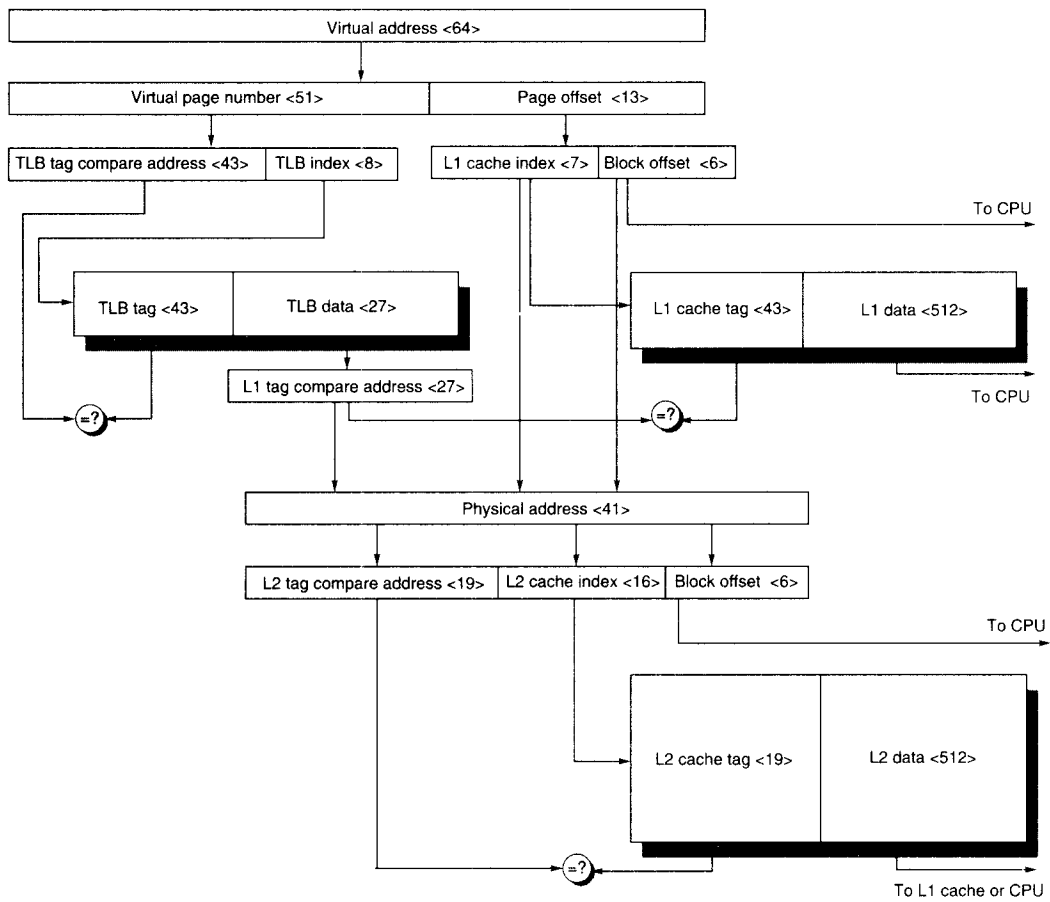 Virtual address <64>
Virtual page number <51> Page offset <13>
TLB tag compare address <43> TLB index <8> L1 cache index <7> Block offset <6>
To CPU
TLB tag <43> TLB data <27> L1 cache tag <43> L1 data <512>
L1 tag compare address <27> To CPU
=? =?
Physical address <41>
L2 tag compare address <19> L2 cache index <16> Block offset <6>
To CPU
L2 cache tag <19> L2 data <512>
=?
To L1 cache or CPU